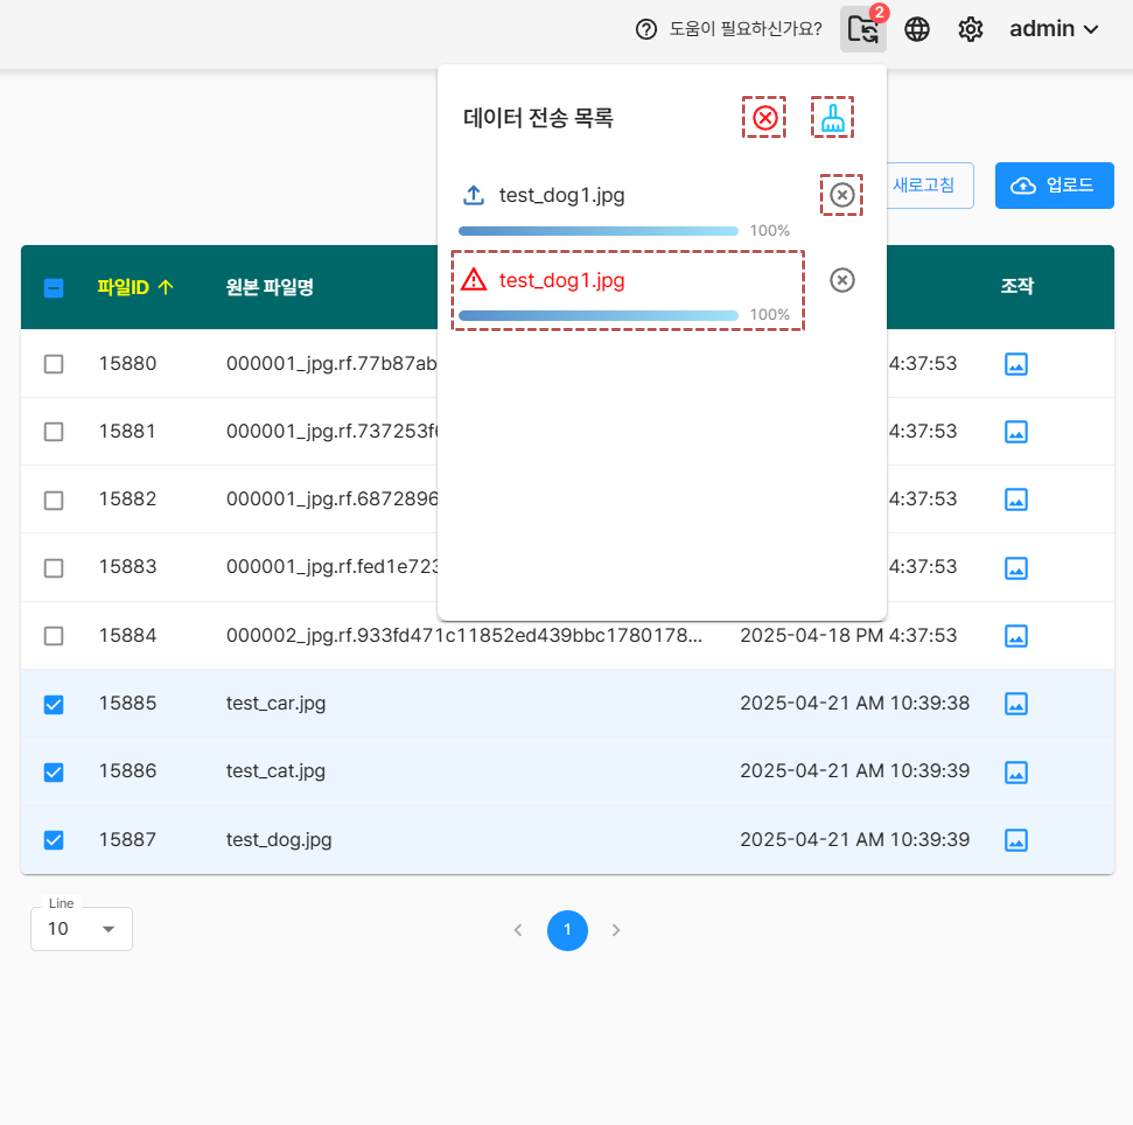 도움이 필요하신가요? 2 admin
데이터 전송 목록
test_dog1.jpg
100%
test_dog1.jpg
100%
새로고침 업로드
파일ID 원본 파일명 조작
15880 000001_jpg.rf.77b87ab 4:37:53
15881 000001_jpg.rf.737253f6 4:37:53
15882 000001_jpg.rf.6872896 4:37:53
15883 000001_jpg.rf.fed1e723 4:37:53
15884 000002_jpg.rf.933fd471c11852ed439bbc1780178... 2025-04-18 PM 4:37:53
15885 test_car.jpg 2025-04-21 AM 10:39:38
15886 test_cat.jpg 2025-04-21 AM 10:39:39
15887 test_dog.jpg 2025-04-21 AM 10:39:39
Line
10 1